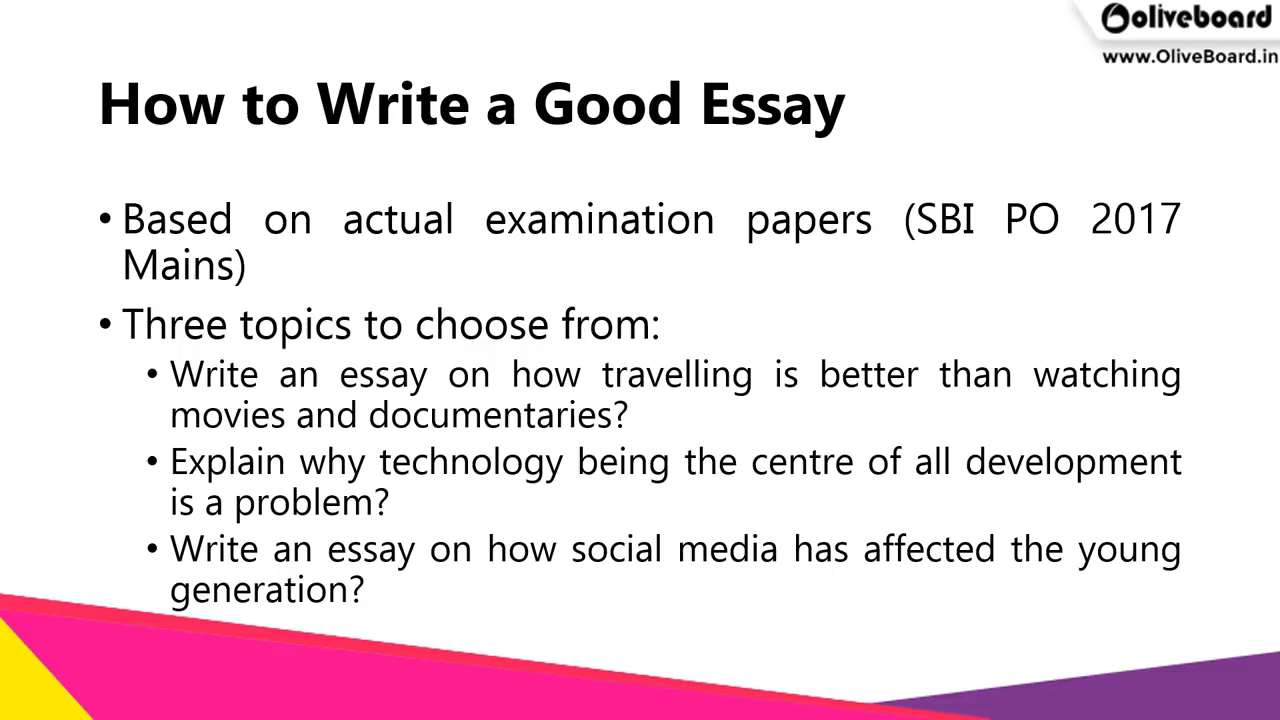 oliveboard
www.OliveBoard.in
How to Write a Good Essay
• Based on actual examination papers (SBI PO 2017
Mains)
• Three topics to choose from:
• Write an essay on how travelling is better than watching
movies and documentaries?
• Explain why technology being the centre of all development
is a problem?
• Write an essay on how social media has affected the young
generation?